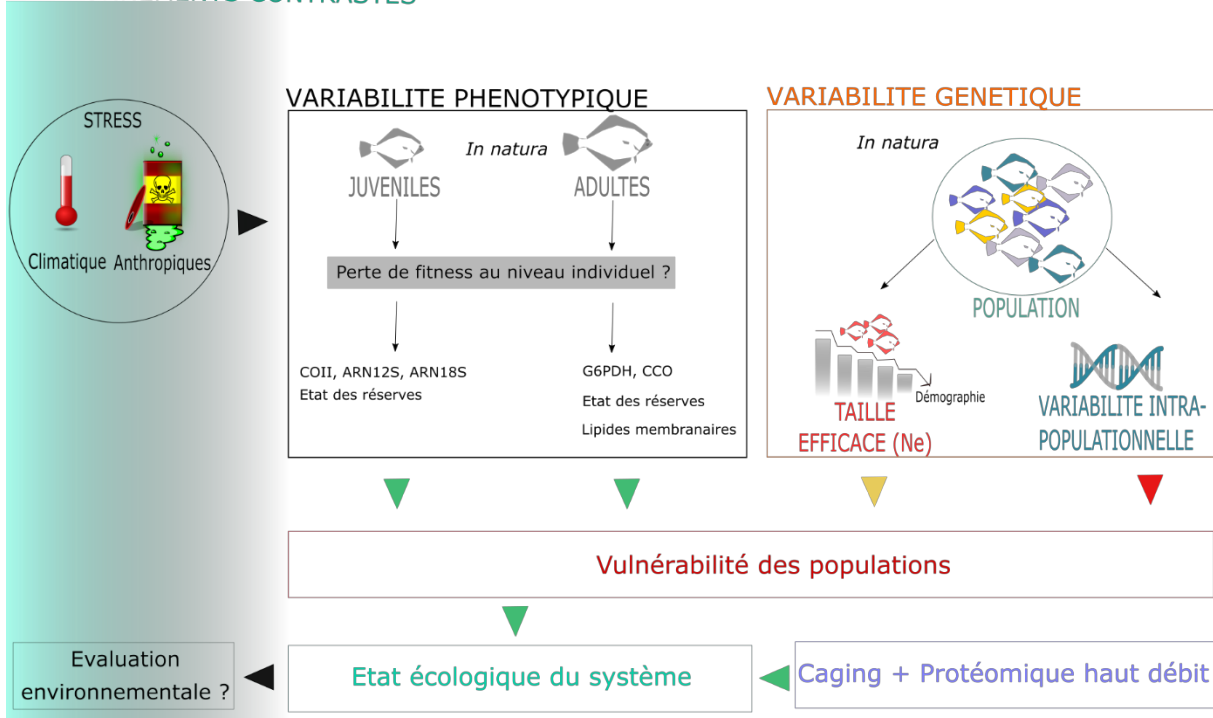 CONTRASTES
VARIABILITE PHENOTYPIQUE
VARIABILITE GENETIQUE
STRESS
Climatique
Anthropiques
In natura
JUVENILES
ADULTES
Perte de fitness au niveau individuel ?
COII, ARN12S, ARN18S
Etat des réserves
G6PDH, CCO
Etat des réserves
Lipides membranaires
In natura
POPULATION
Démographie
TAILLE
EFFICACE (Ne)
VARIABILITE INTRA-
POPULATIONNELLE
Vulnérabilité des populations
Evaluation
environnementale ?
Etat écologique du système
Caging + Protéomique haut débit